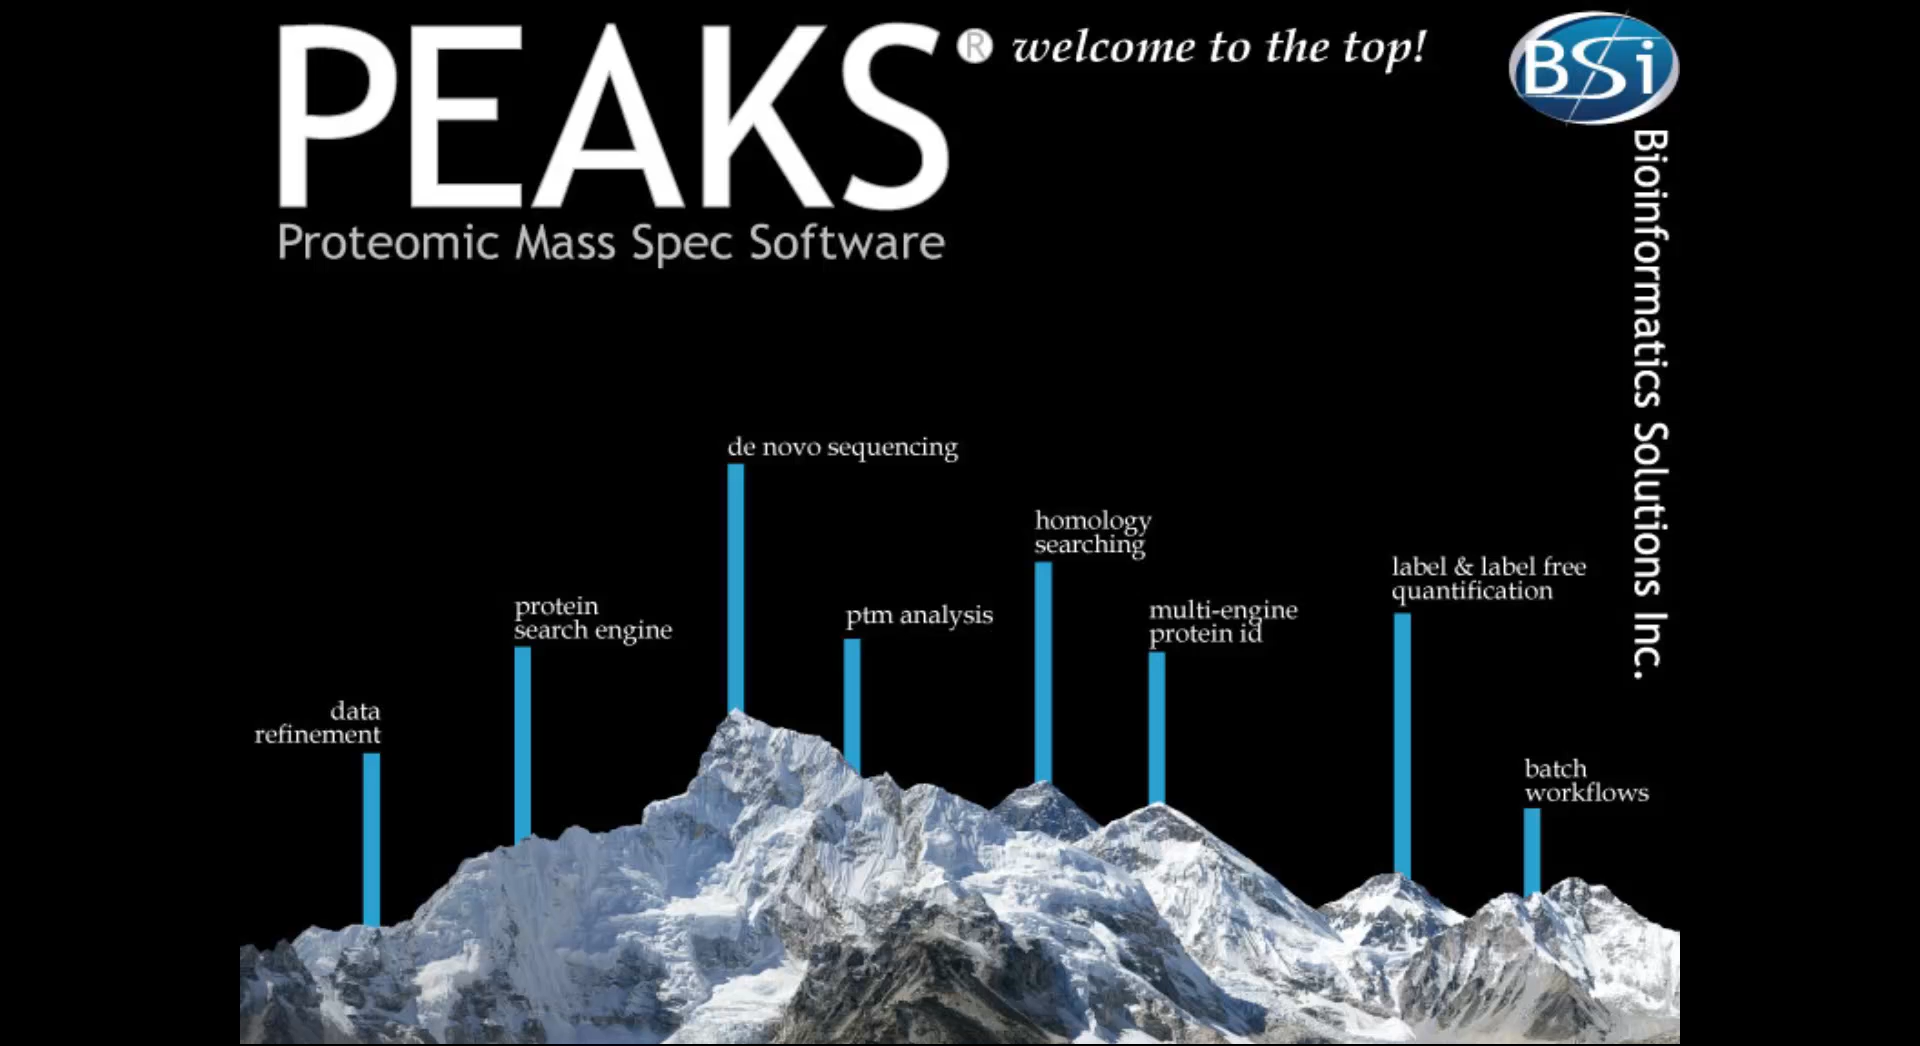 PEAKS® welcome to the top!
Proteomic Mass Spec Software
BSi
Bioinformatics Solutions Inc.
de novo sequencing
homology
searching
label & label free
quantification
protein
search engine
ptm analysis
multi-engine
protein id
data
refinement
batch
workflows